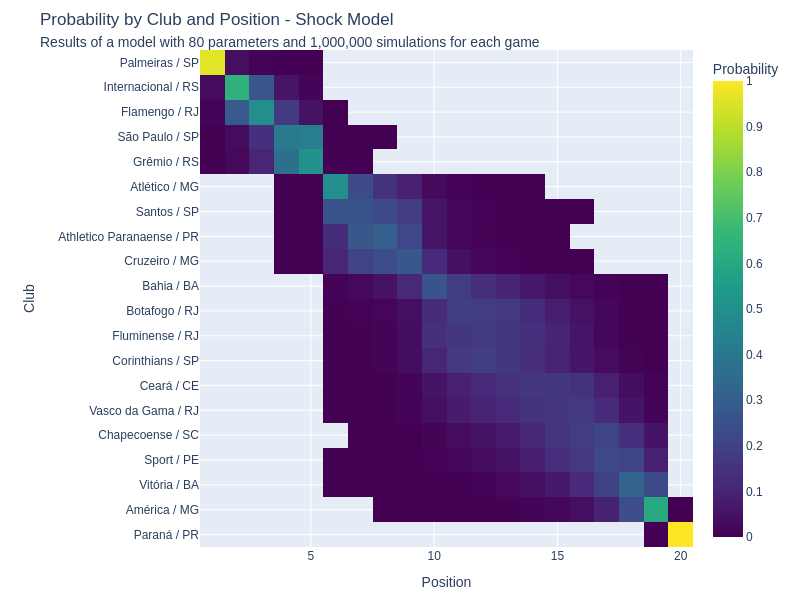 Probability by Club and Position - Shock Model
Results of a model with 80 parameters and 1,000,000 simulations for each game
Probability
Palmeiras / SP
Internacional / RS
Flamengo / RJ
São Paulo / SP
Grêmio / RS
Atlético / MG
Santos / SP
Athletico Paranaense / PR
Cruzeiro / MG
Bahia / BA
Botafogo / RJ
Fluminense / RJ
Corinthians / SP
Ceará / CE
Vasco da Gama / RJ
Chapecoense / SC
Sport / PE
Vitória / BA
América / MG
Paraná / PR
Club
5
10
15
20
Position
1
0.9
0.8
0.7
0.6
0.5
0.4
0.3
0.2
0.1
0